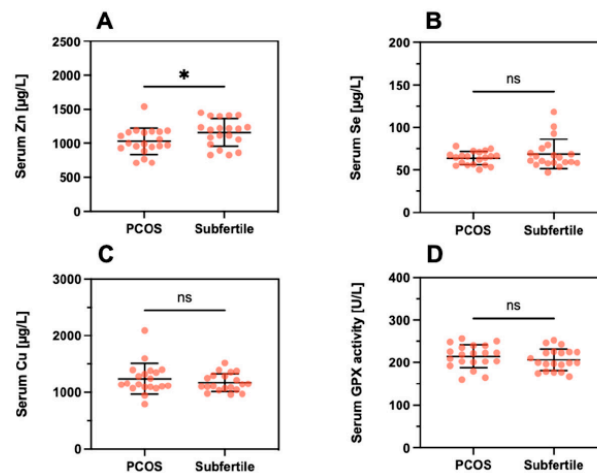 A
Serum Zn [µg/L]
2500
2000
1500
1000
500
0
*
PCOS
Subfertile
B
Serum Se [µg/L]
200
150
100
50
0
ns
PCOS
Subfertile
C
Serum Cu [µg/L]
3000
2000
1000
0
ns
PCOS
Subfertile
D
Serum GPX activity [U/L]
400
300
200
100
0
ns
PCOS
Subfertile